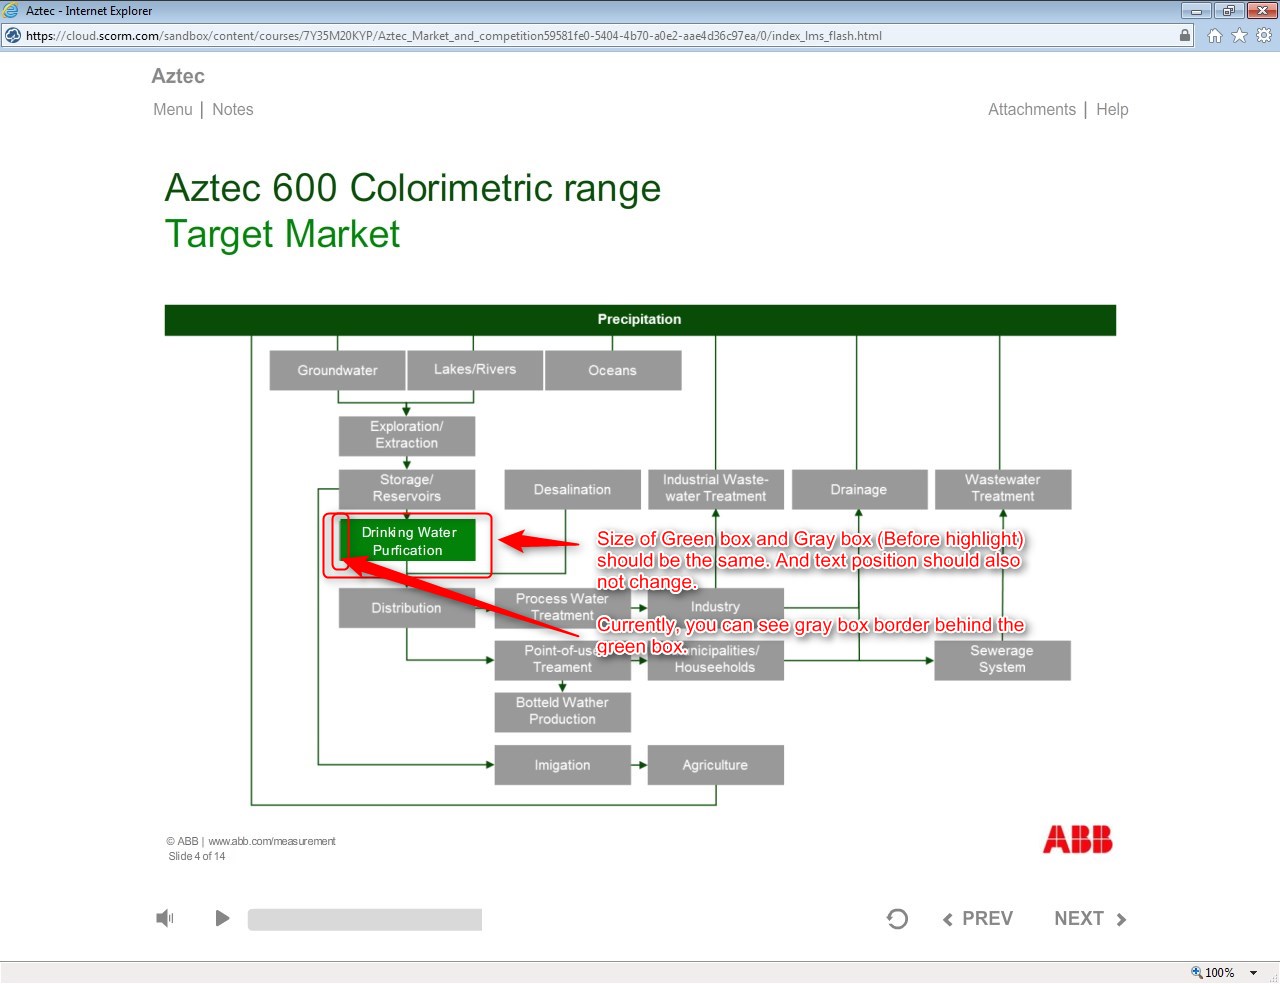 Aztec - Internet Explorer
https://cloud.scorm.com/sandbox/content/courses/7Y35M20KYP/Aztec_Market_and_competition59581fe0-5404-4b70-a0e2-aae4d36c97ea/0/index_lms_flash.html
Aztec
Menu | Notes
Attachments | Help
Aztec 600 Colorimetric range
Target Market
Precipitation
Groundwater
Lakes/Rivers
Oceans
Exploration/
Extraction
Storage/
Reservoirs
Desalination
Industrial Waste-
water Treatment
Drainage
Wastewater
Treatment
Drinking Water
Purfication
Size of Green box and Gray box (Before highlight)
should be the same. And text position should also
not change.
Distribution
Process Water
Treatment
Industry
Currently, you can see gray box border behind the
green box.
Point-of-use/
Treament
Municipalities/
Houseeholds
Sewerage
System
Botteld Wather
Production
Imigation
Agriculture
© ABB | www.abb.com/measurement
Slide 4 of 14
ABB
PREV
NEXT
100%